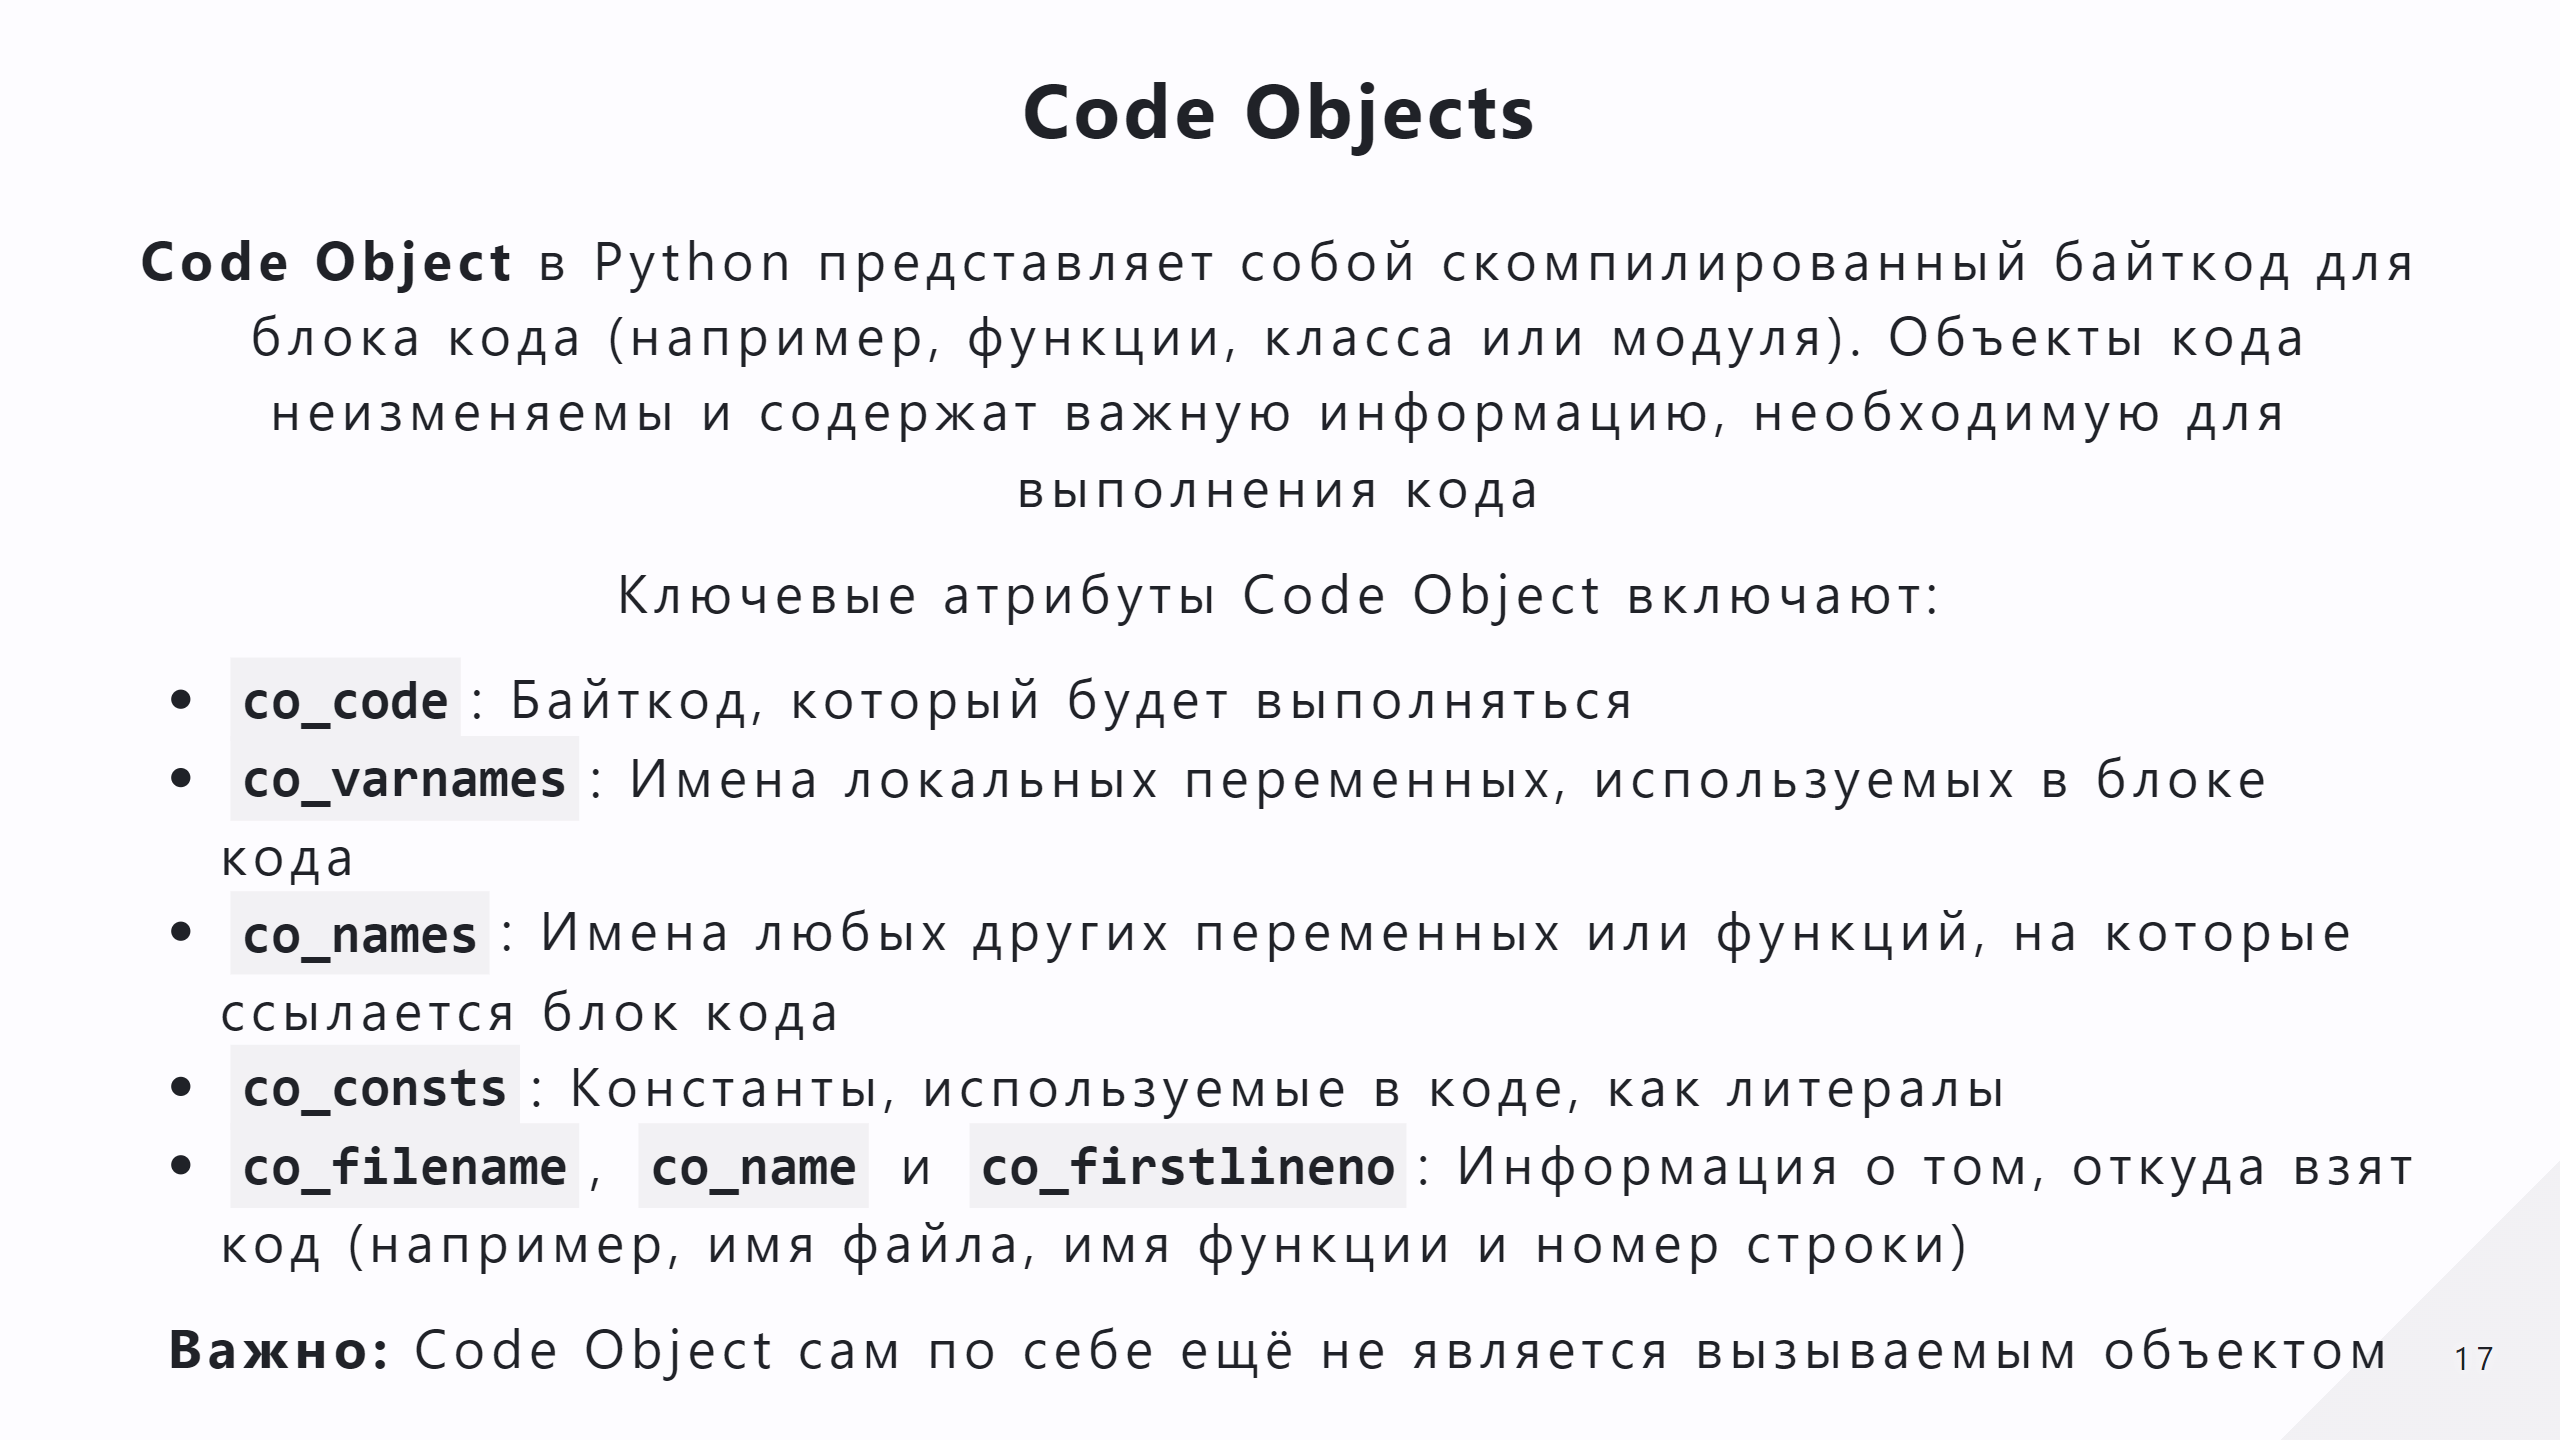 Code Objects
Code Object в Python представляет собой скомпилированный байткод для
блока кода (например, функции, класса или модуля). Объекты кода
неизменяемы и содержат важную информацию, необходимую для
выполнения кода
Ключевые атрибуты Code Object включают:
• co_code : Байткод, который будет выполняться
• co_varnames : Имена локальных переменных, используемых в блоке
кода
• co_names : Имена любых других переменных или функций, на которые
ссылается блок кода
• co_consts : Константы, используемые в коде, как литералы
• co_filename , co_name и co_firstlineno : Информация о том, откуда взят
код (например, имя файла, имя функции и номер строки)
Важно: Code Object сам по себе ещё не является вызываемым объектом
17